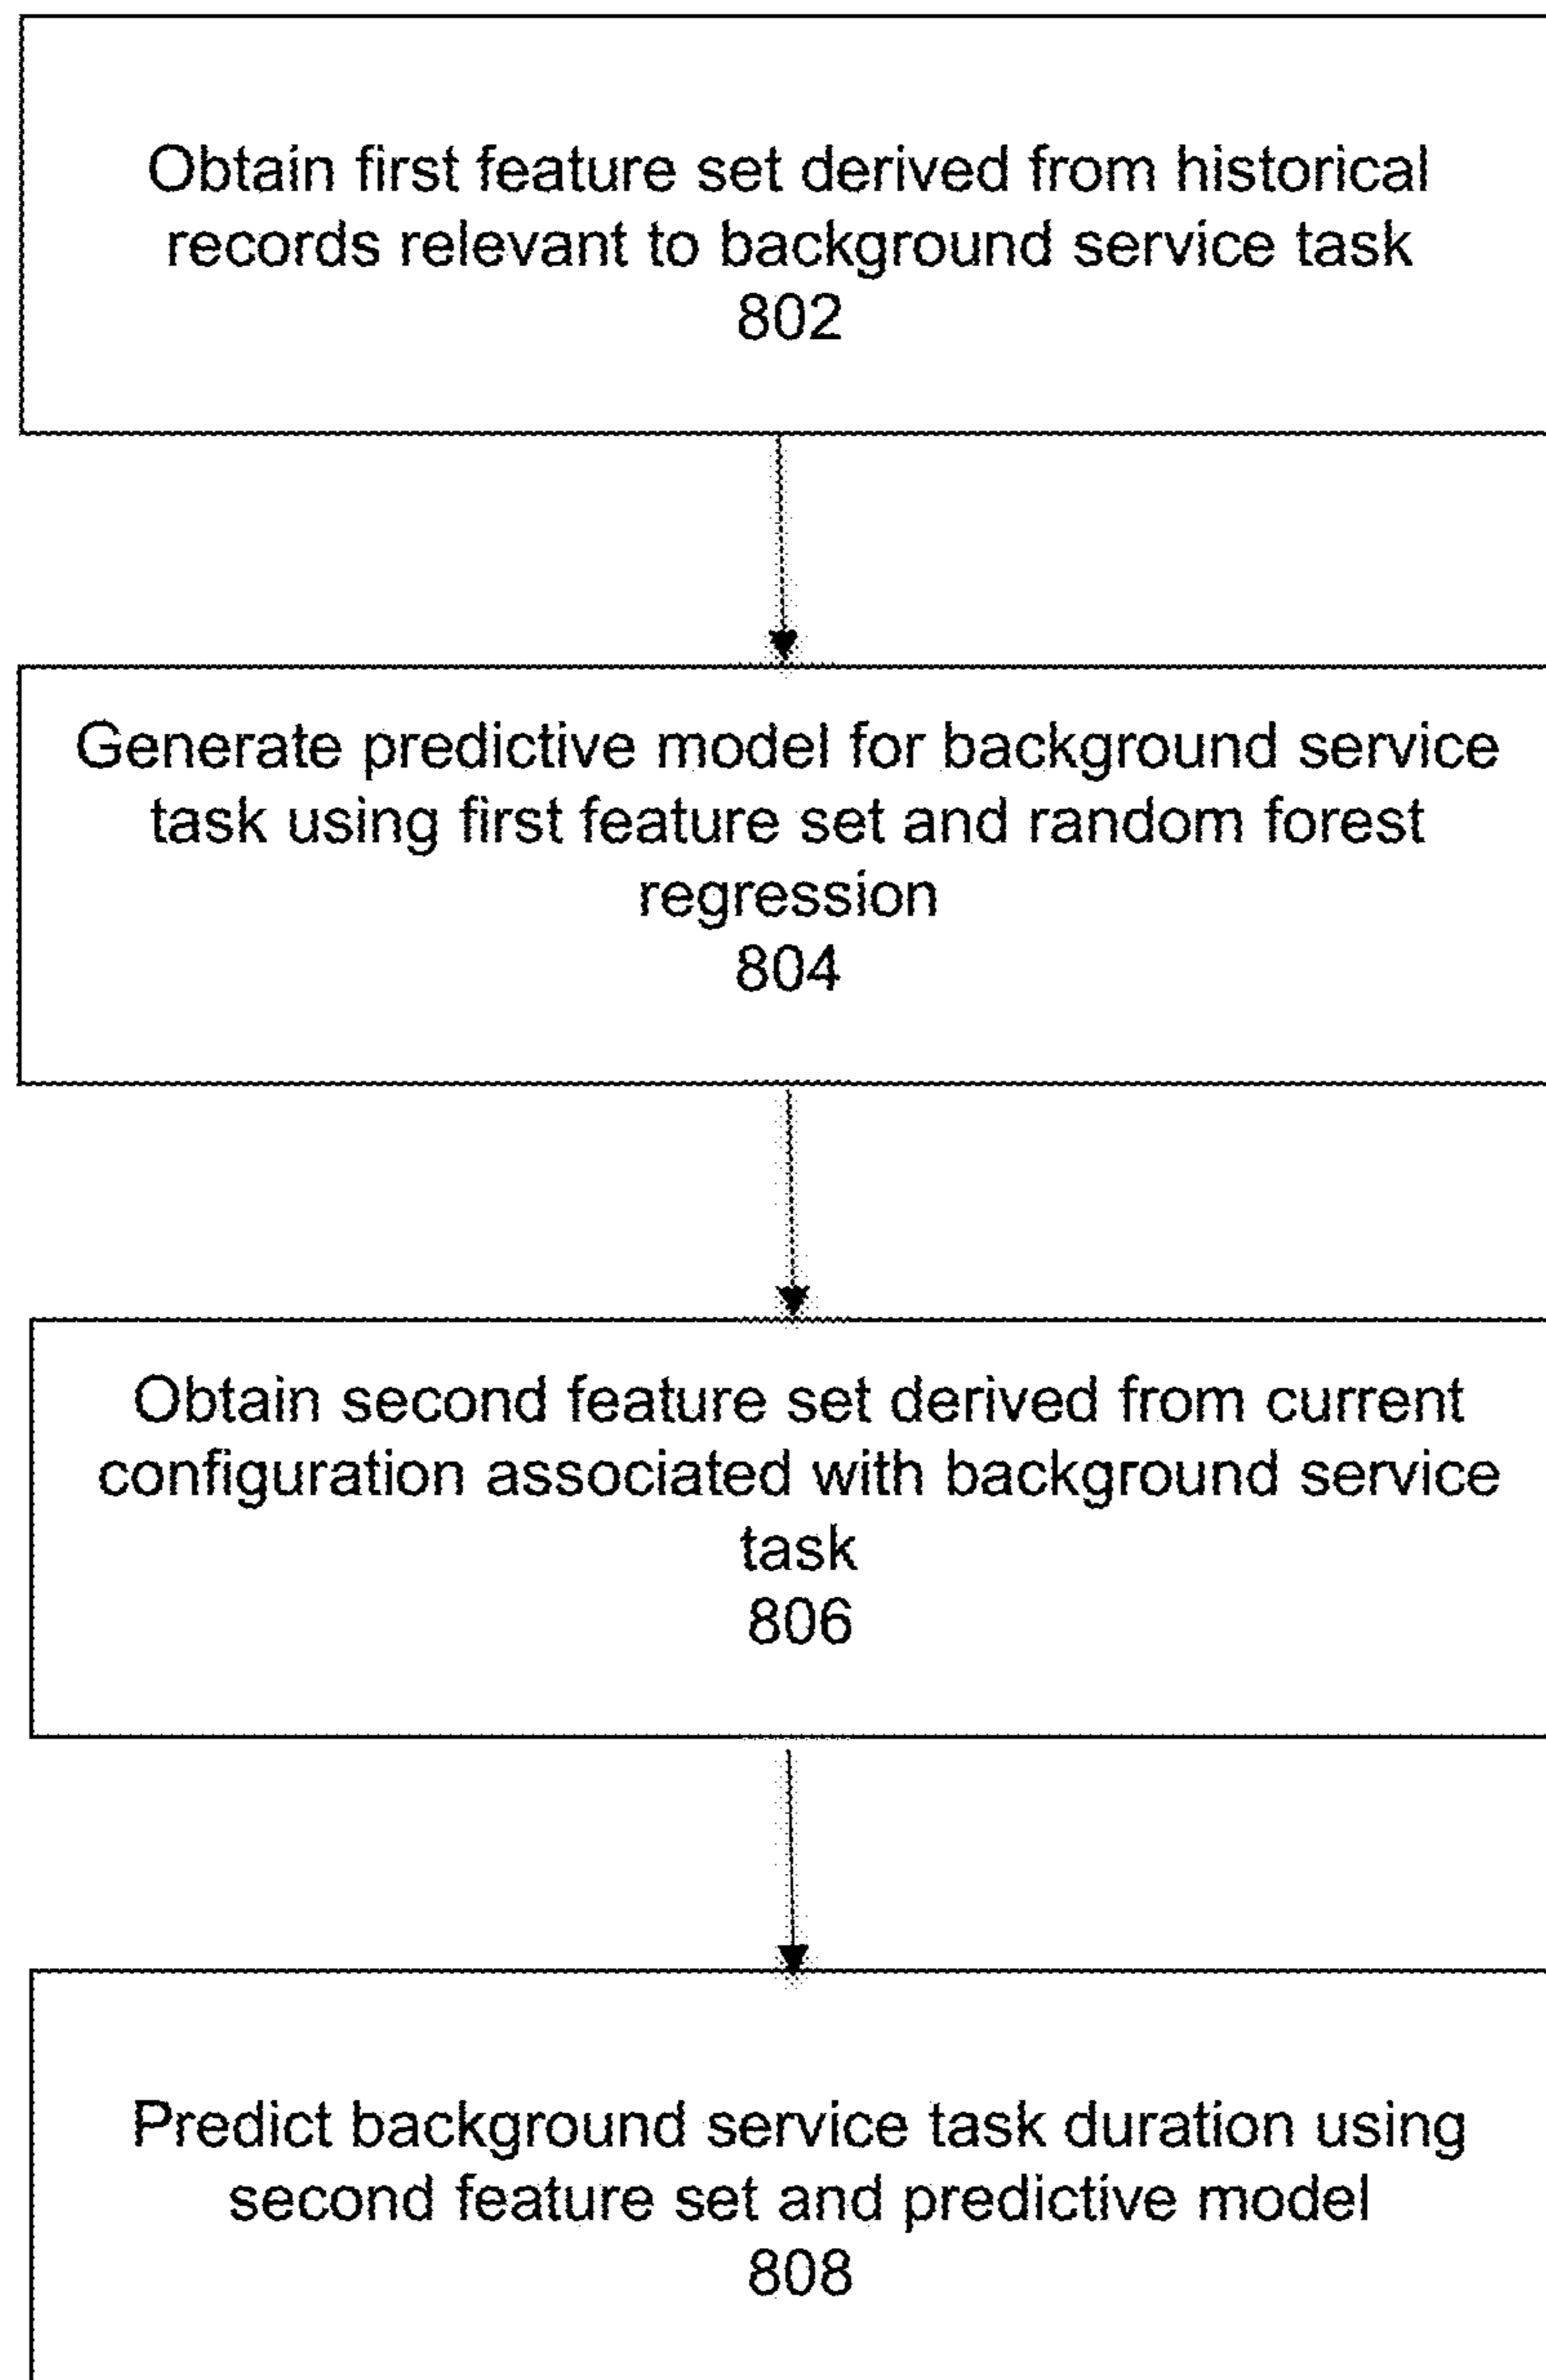 Obtain first feature set derived from historical
records relevant to background service task
802
Generate predictive model for background service
task using first feature set and random forest
regression
804
Obtain second feature set derived from current
configuration associated with background service
task
806
Predict background service task duration using
second feature set and predictive model
808